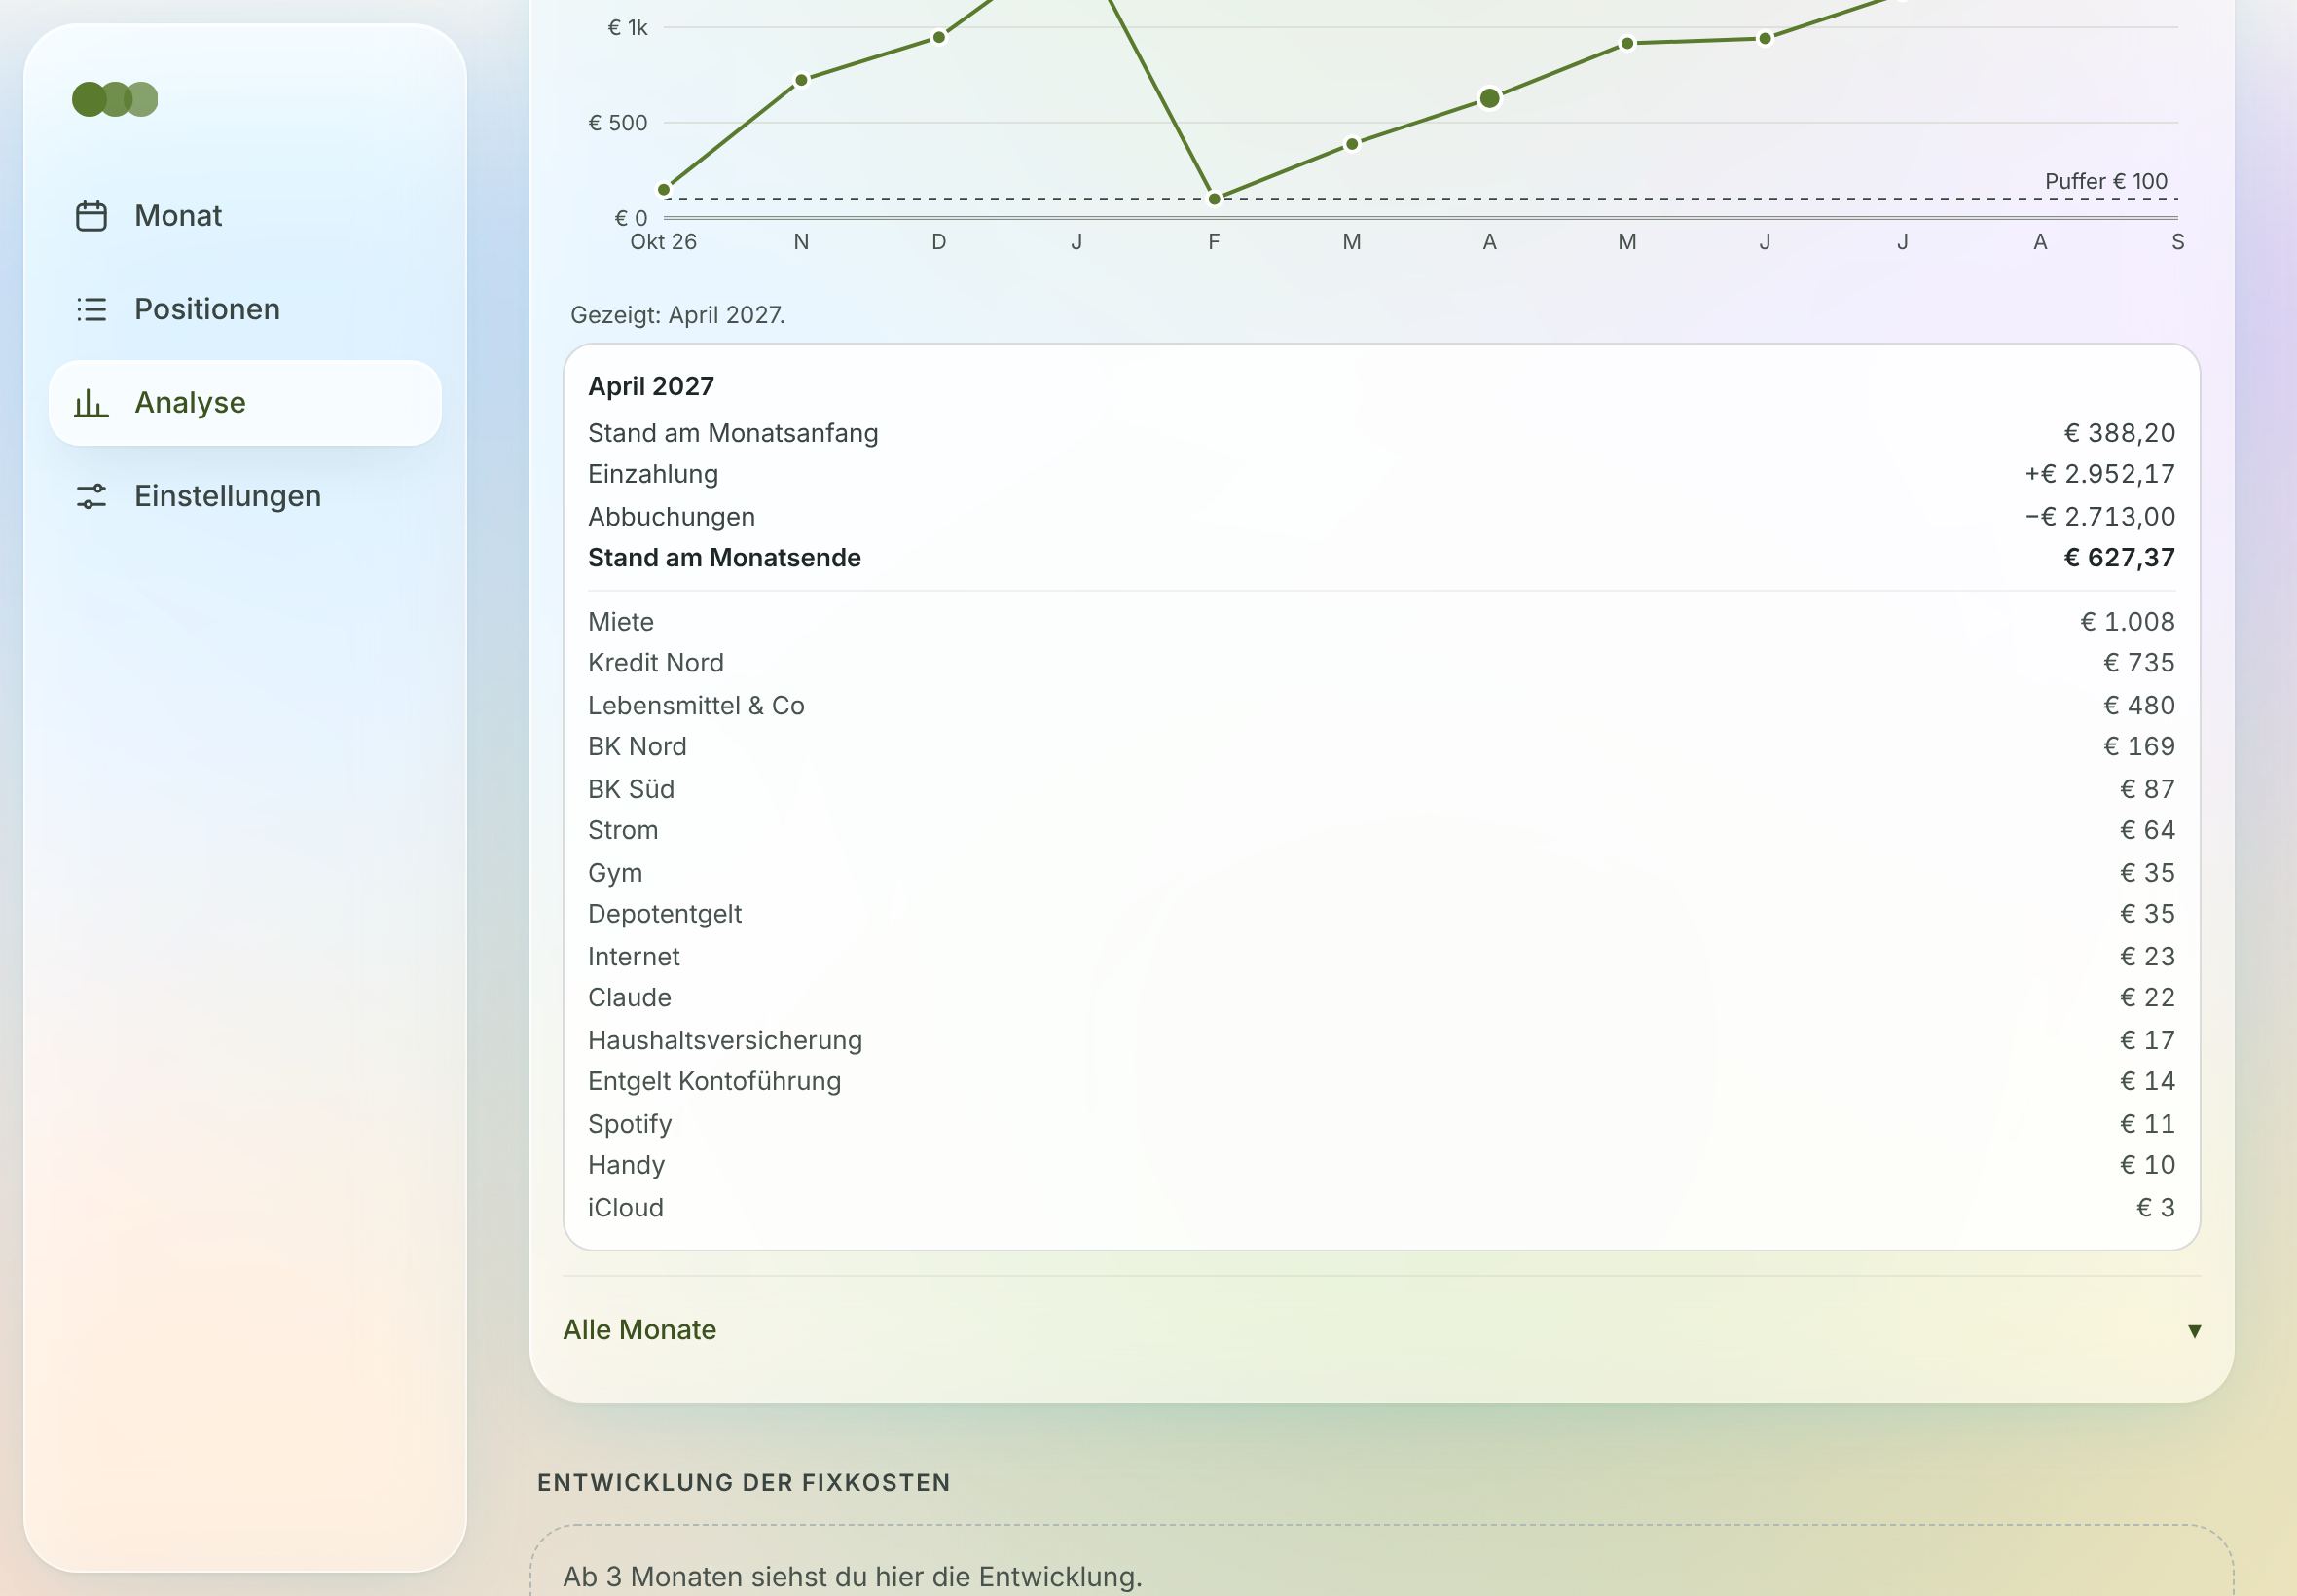 Monat
Positionen
Analyse
Einstellungen
€ 1k
€ 500
Puffer € 100
€ 0
Okt 26 N D J F M A M J J A S
Gezeigt: April 2027.
April 2027
Stand am Monatsanfang € 388,20
Einzahlung +€ 2.952,17
Abbuchungen −€ 2.713,00
Stand am Monatsende € 627,37
Miete € 1.008
Kredit Nord € 735
Lebensmittel & Co € 480
BK Nord € 169
BK Süd € 87
Strom € 64
Gym € 35
Depotentgelt € 35
Internet € 23
Claude € 22
Haushaltsversicherung € 17
Entgelt Kontoführung € 14
Spotify € 11
Handy € 10
iCloud € 3
Alle Monate ▼
ENTWICKLUNG DER FIXKOSTEN
Ab 3 Monaten siehst du hier die Entwicklung.